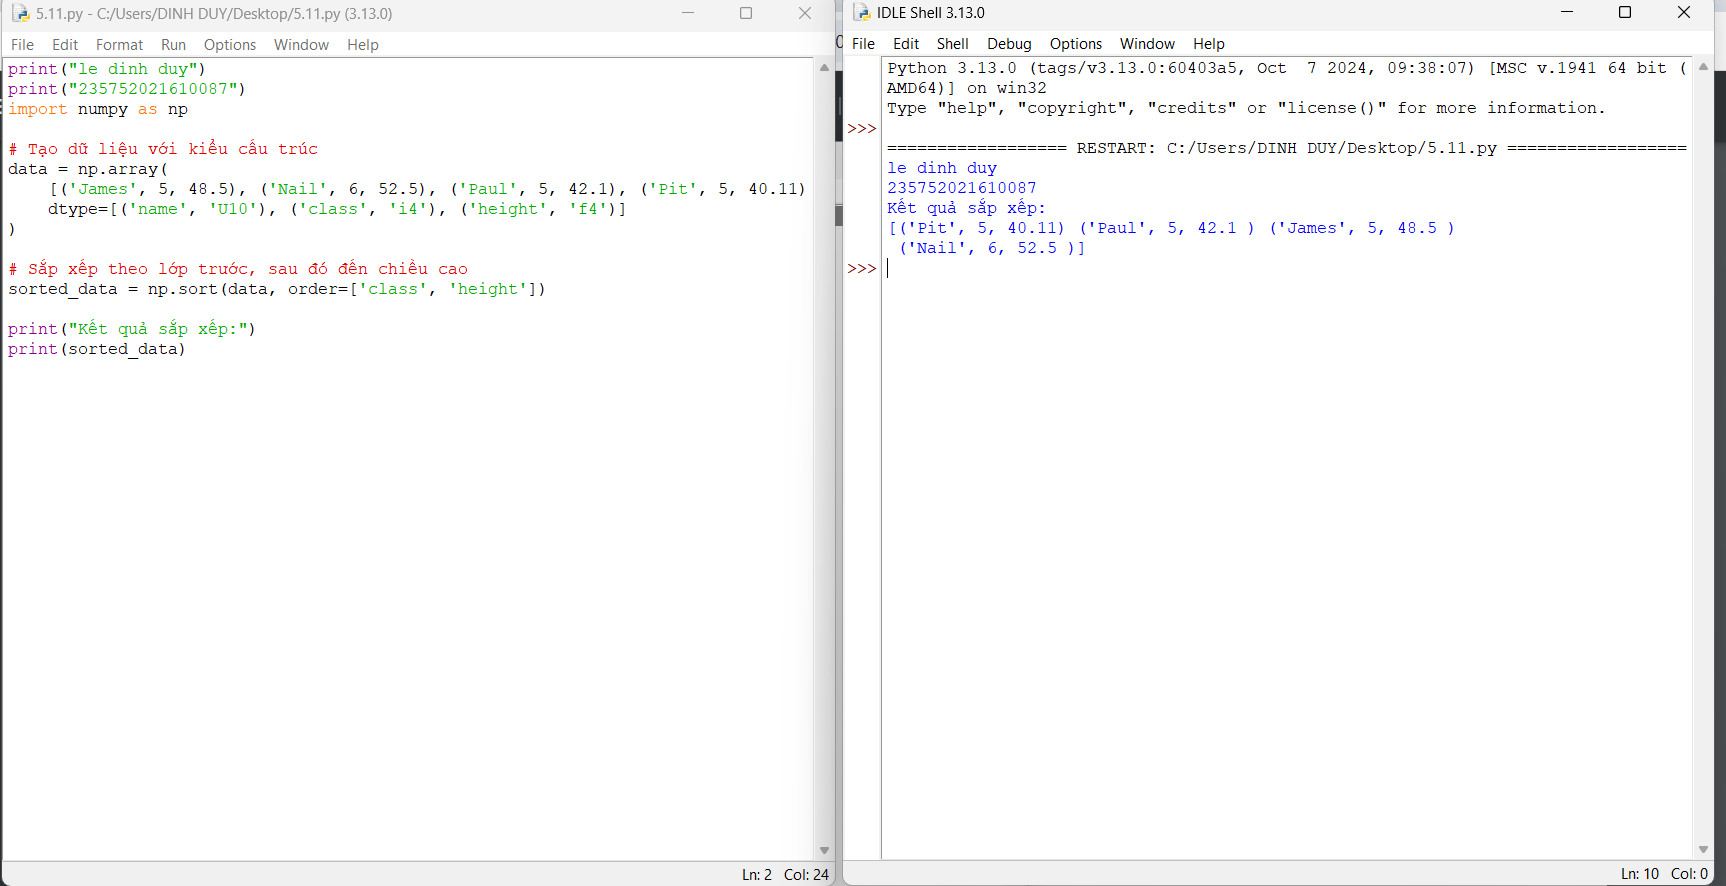 5.11.py - C:/Users/DINH DUY/Desktop/5.11.py (3.13.0)
File Edit Format Run Options Window Help
print("le dinh duy")
print("235752021610087")
import numpy as np
# Tạo dữ liệu với kiểu cấu trúc
data = np.array(
[('James', 5, 48.5), ('Nail', 6, 52.5), ('Paul', 5, 42.1), ('Pit', 5, 40.11)
dtype=[('name', 'U10'), ('class', 'i4'), ('height', 'f4')]
)
# Sắp xếp theo lớp trước, sau đó đến chiều cao
sorted_data = np.sort(data, order=['class', 'height'])
print("Kết quả sắp xếp:")
print(sorted_data)
Ln: 2 Col: 24
IDLE Shell 3.13.0
File Edit Shell Debug Options Window Help
Python 3.13.0 (tags/v3.13.0:60403a5, Oct  7 2024, 09:38:07) [MSC v.1941 64 bit (
AMD64)] on win32
Type "help", "copyright", "credits" or "license()" for more information.
>>>
================== RESTART: C:/Users/DINH DUY/Desktop/5.11.py ==================
le dinh duy
235752021610087
Kết quả sắp xếp:
[('Pit', 5, 40.11) ('Paul', 5, 42.1 ) ('James', 5, 48.5 )
('Nail', 6, 52.5 )]
>>>
Ln: 10 Col: 0